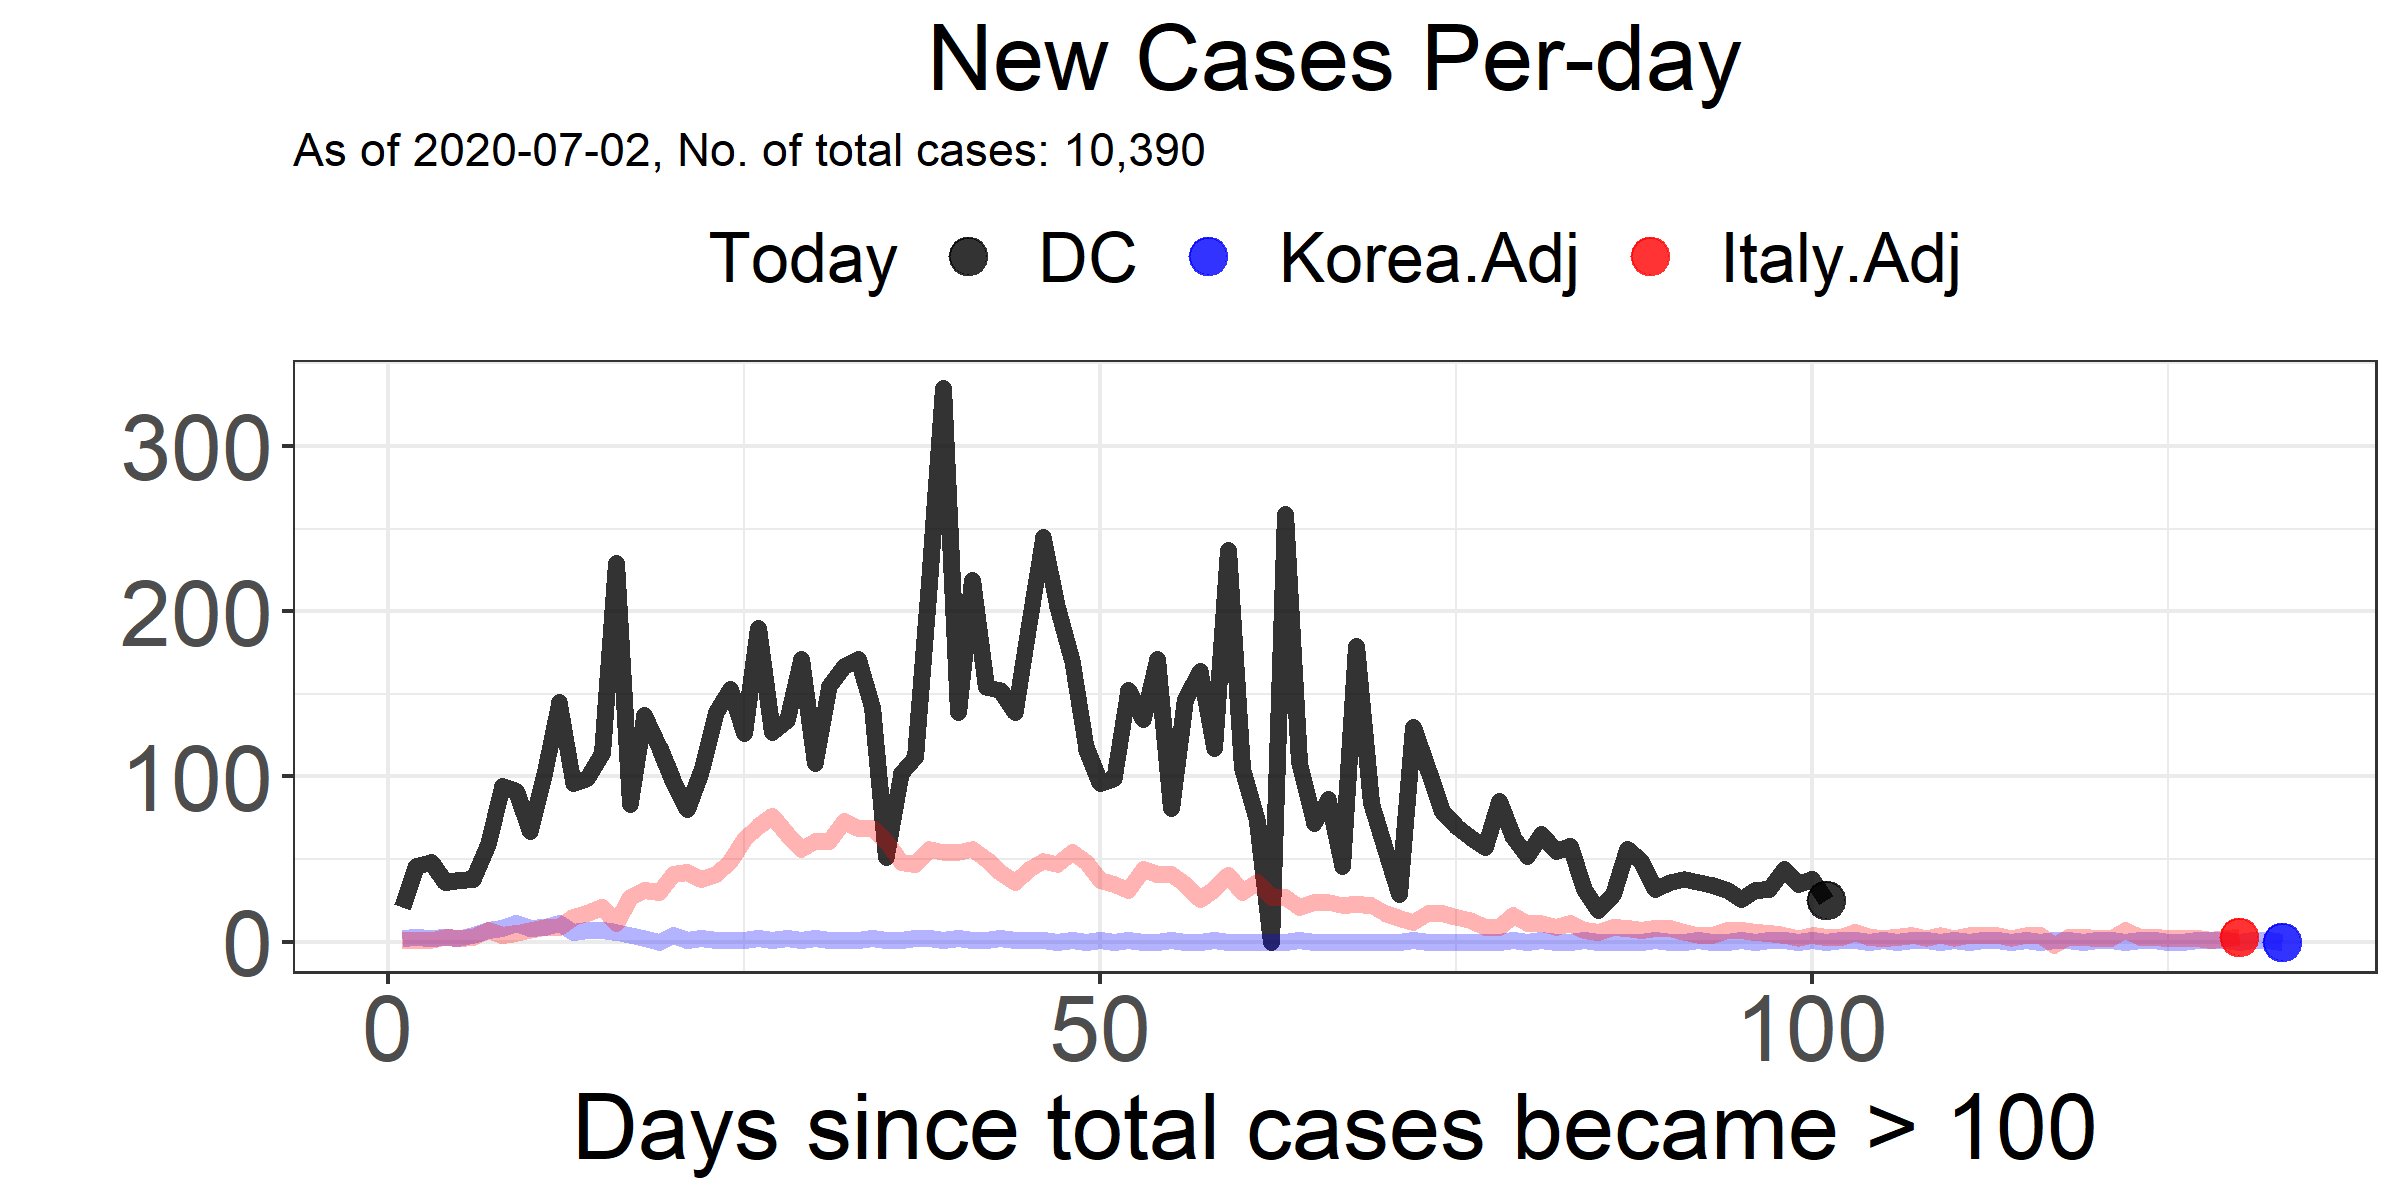 New Cases Per-day
As of 2020-07-02, No. of total cases: 10,390
Today DC Korea.Adj Italy.Adj
300
200
100
0
0 50 100
Days since total cases became > 100